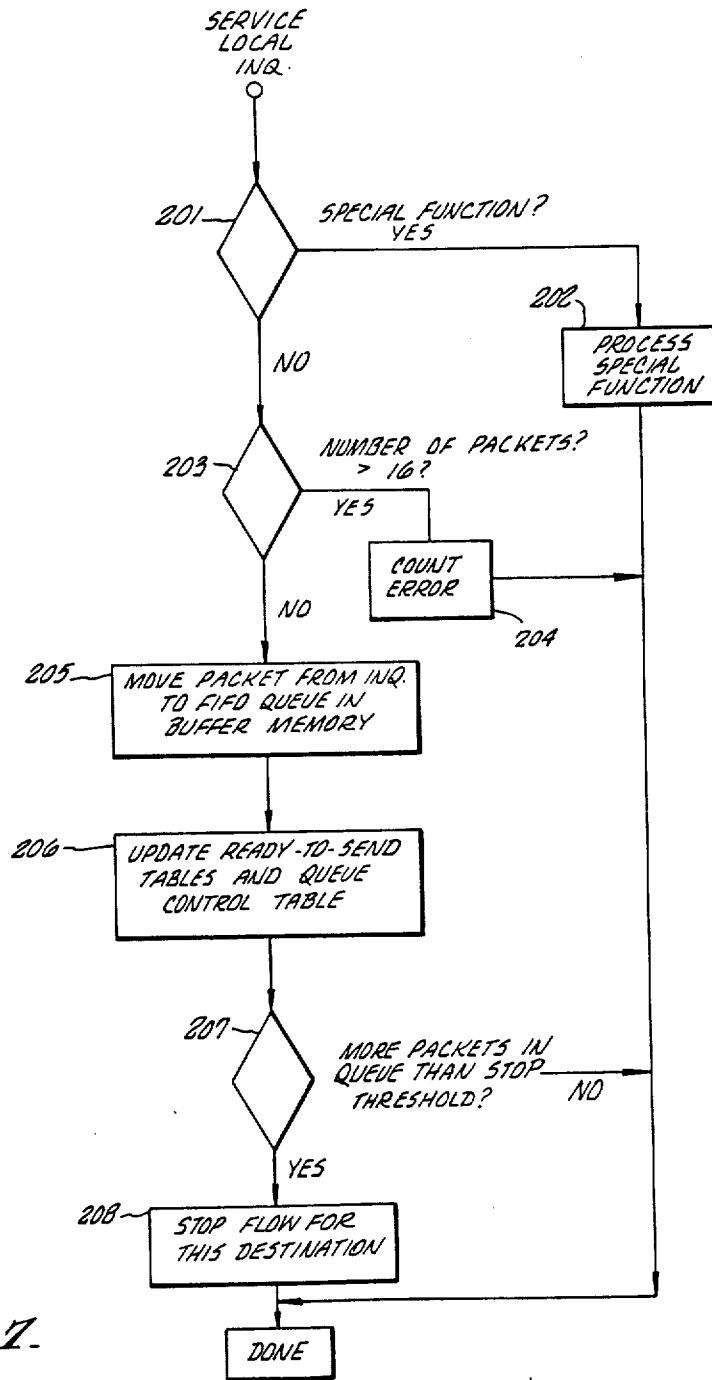 SERVICE
LOCAL
INQ.
201
SPECIAL FUNCTION?
YES
202
PROCESS
SPECIAL
FUNCTION
NO
203
NUMBER OF PACKETS?
> 16?
YES
COUNT
ERROR
204
NO
205
MOVE PACKET FROM INQ.
TO FIFO QUEUE IN
BUFFER MEMORY
206
UPDATE READY-TO-SEND
TABLES AND QUEUE
CONTROL TABLE
207
MORE PACKETS IN
QUEUE THAN STOP
THRESHOLD?
NO
YES
208
STOP FLOW FOR
THIS DESTINATION
DONE
7.